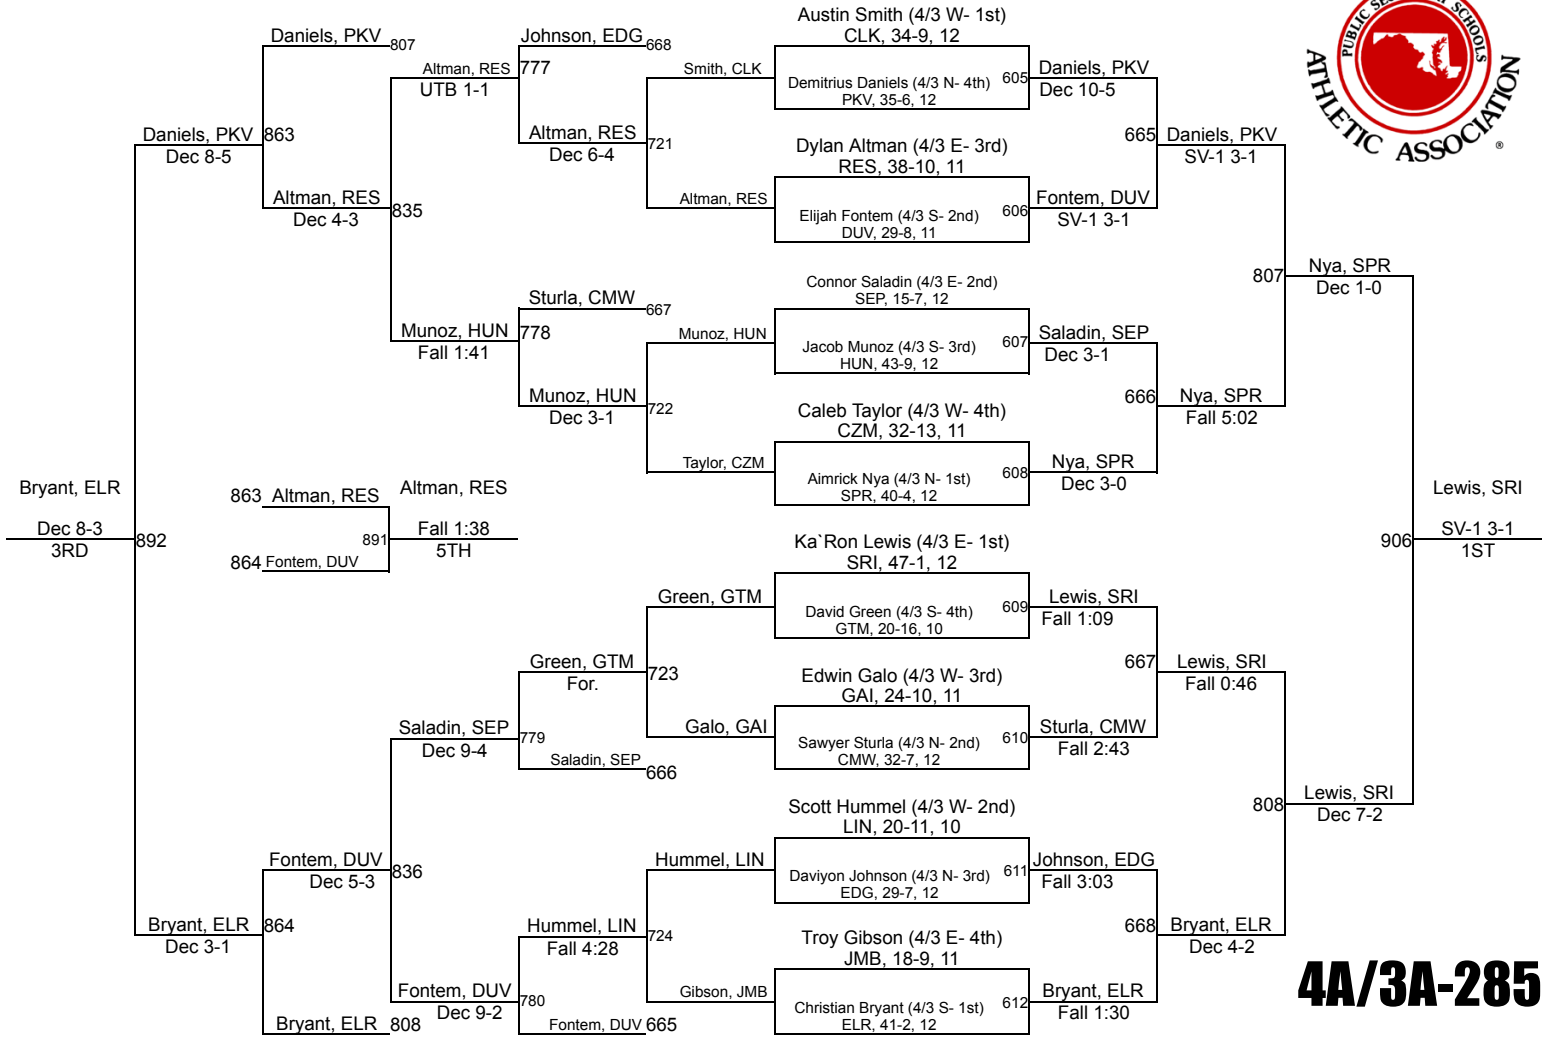 Daniels, PKV
807
Johnson, EDG
668
Austin Smith (4/3 W- 1st)
CLK, 34-9, 12
Altman, RES
777
UTB 1-1
Smith, CLK
Demitrius Daniels (4/3 N- 4th)
PKV, 35-6, 12
605
Daniels, PKV
Dec 10-5
Daniels, PKV
863
Dec 8-5
Altman, RES
721
Dec 6-4
Dylan Altman (4/3 E- 3rd)
RES, 38-10, 11
665
Daniels, PKV
SV-1 3-1
Altman, RES
835
Dec 4-3
Altman, RES
Elijah Fontem (4/3 S- 2nd)
DUV, 29-8, 11
606
Fontem, DUV
SV-1 3-1
Connor Saladin (4/3 E- 2nd)
SEP, 15-7, 12
807
Nya, SPR
Dec 1-0
Sturla, CMW
667
Munoz, HUN
778
Fall 1:41
Munoz, HUN
Jacob Munoz (4/3 S- 3rd)
HUN, 43-9, 12
607
Saladin, SEP
Dec 3-1
Munoz, HUN
722
Dec 3-1
Caleb Taylor (4/3 W- 4th)
CZM, 32-13, 11
666
Nya, SPR
Fall 5:02
Taylor, CZM
Aimrick Nya (4/3 N- 1st)
SPR, 40-4, 12
608
Nya, SPR
Dec 3-0
Bryant, ELR
Dec 8-3
3RD
892
863
Altman, RES
Altman, RES
891
Fall 1:38
5TH
864
Fontem, DUV
906
Lewis, SRI
SV-1 3-1
1ST
Ka`Ron Lewis (4/3 E- 1st)
SRI, 47-1, 12
Green, GTM
David Green (4/3 S- 4th)
GTM, 20-16, 10
609
Lewis, SRI
Fall 1:09
Green, GTM
723
For.
Edwin Galo (4/3 W- 3rd)
GAI, 24-10, 11
667
Lewis, SRI
Fall 0:46
Saladin, SEP
779
Dec 9-4
Galo, GAI
Sawyer Sturla (4/3 N- 2nd)
CMW, 32-7, 12
610
Sturla, CMW
Fall 2:43
Saladin, SEP
666
Scott Hummel (4/3 W- 2nd)
LIN, 20-11, 10
808
Lewis, SRI
Dec 7-2
Fontem, DUV
836
Dec 5-3
Hummel, LIN
Daviyon Johnson (4/3 N- 3rd)
EDG, 29-7, 12
611
Johnson, EDG
Fall 3:03
Bryant, ELR
864
Dec 3-1
Hummel, LIN
724
Fall 4:28
Troy Gibson (4/3 E- 4th)
JMB, 18-9, 11
668
Bryant, ELR
Dec 4-2
Fontem, DUV
780
Dec 9-2
Gibson, JMB
Christian Bryant (4/3 S- 1st)
ELR, 41-2, 12
612
Bryant, ELR
Fall 1:30
Bryant, ELR
808
Fontem, DUV
665
PUBLIC SCHOOLS
ATHLETIC ASSOCIATION
®
4A/3A-285